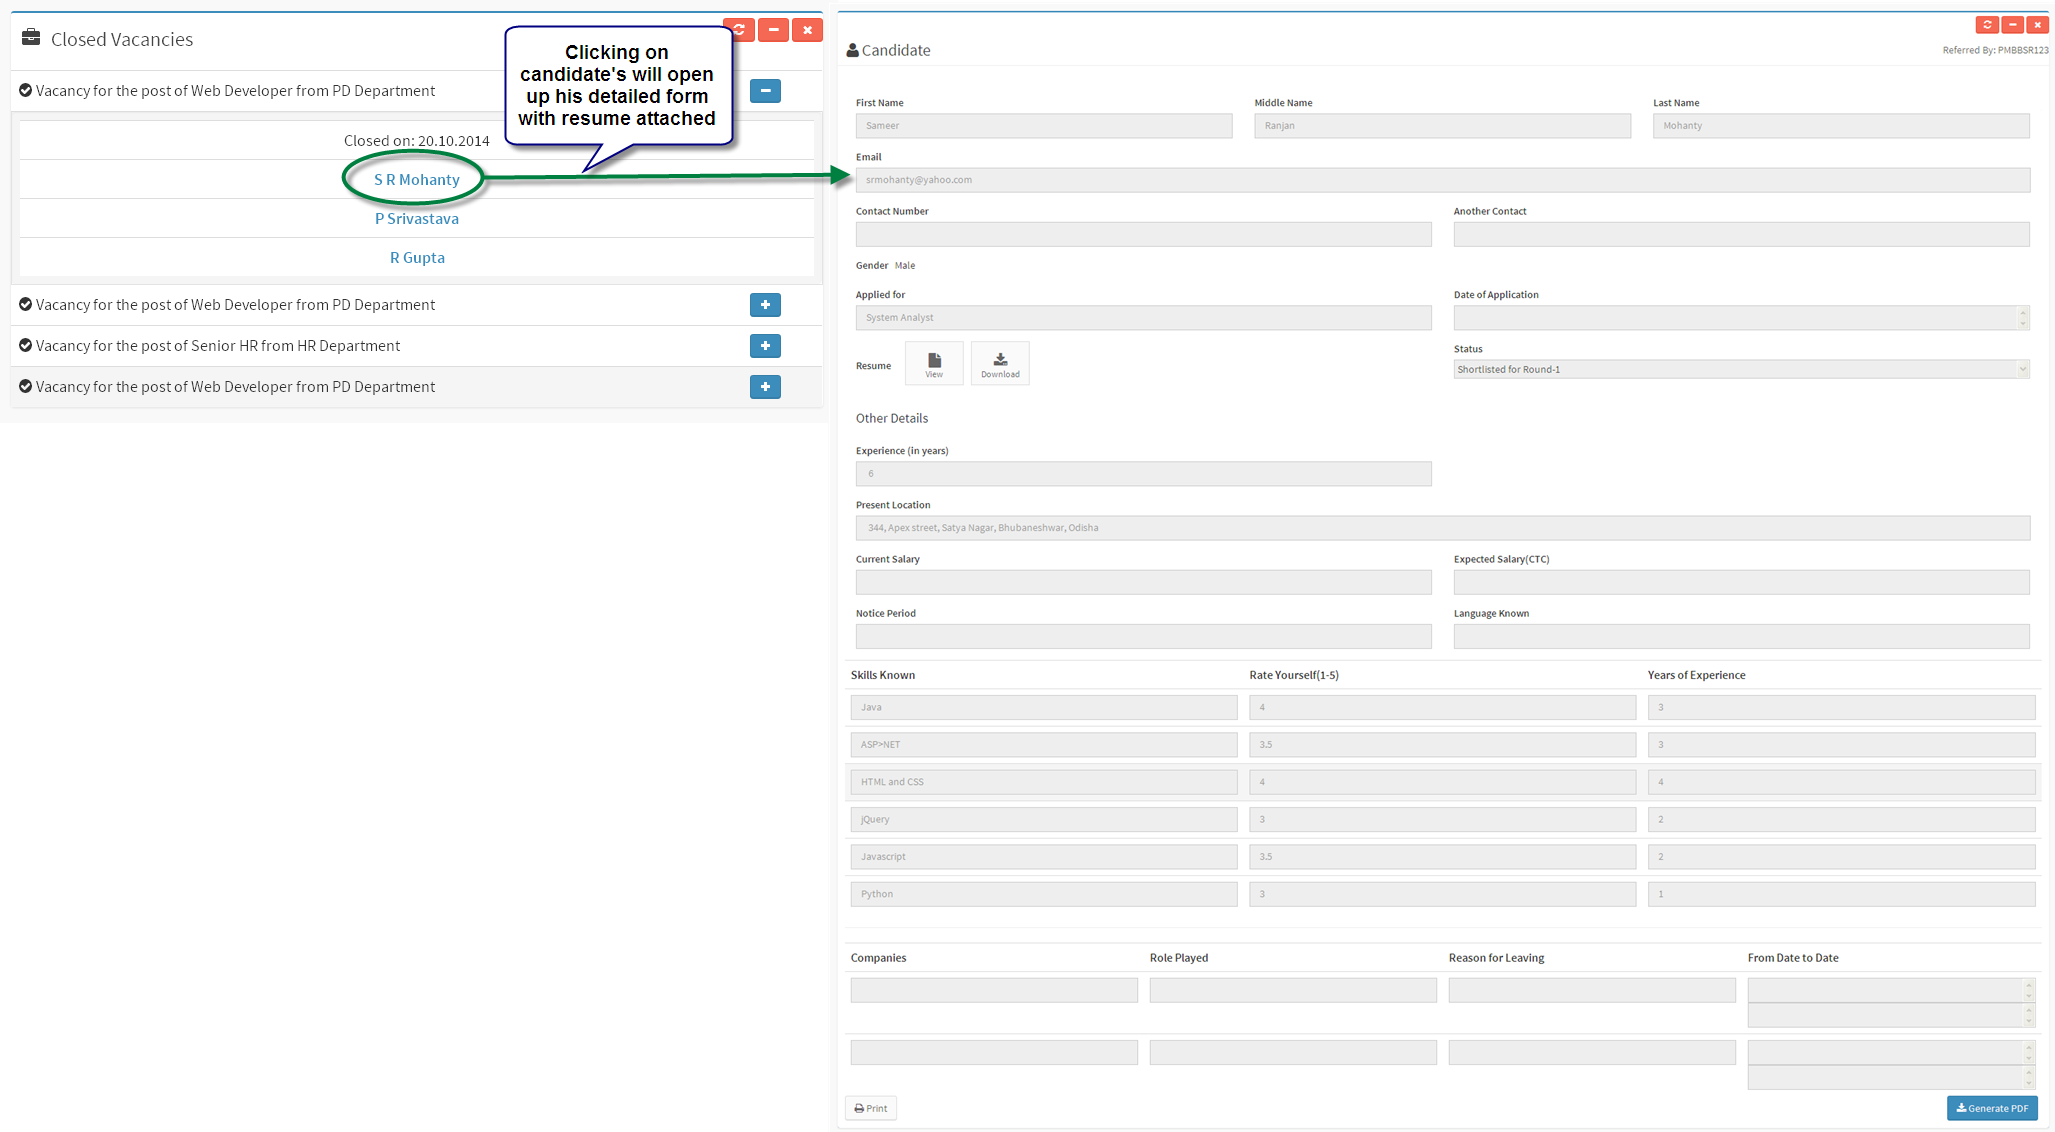 Closed Vacancies
Clicking on
candidate's will open
up his detailed form
with resume attached
Vacancy for the post of Web Developer from PD Department
Closed on: 20.10.2014
S R Mohanty
P Srivastava
R Gupta
Vacancy for the post of Web Developer from PD Department
Vacancy for the post of Senior HR from HR Department
Vacancy for the post of Web Developer from PD Department
Candidate
Referred By: PMBBSR123
First Name Middle Name Last Name
Sameer Ranjan Mohanty
Email
srmohanty@yahoo.com
Contact Number Another Contact
Gender Male
Applied for Date of Application
System Analyst
Status
Resume View Download Shortlisted for Round-1
Other Details
Experience (in years)
6
Present Location
344, Apex street, Satya Nagar, Bhubaneshwar, Odisha
Current Salary Expected Salary(CTC)
Notice Period Language Known
Skills Known Rate Yourself(1-5) Years of Experience
Java 4 3
ASP>NET 3.5 3
HTML and CSS 4 4
jQuery 3 2
Javascript 3.5 2
Python 3 1
Companies Role Played Reason for Leaving From Date to Date
Print Generate PDF